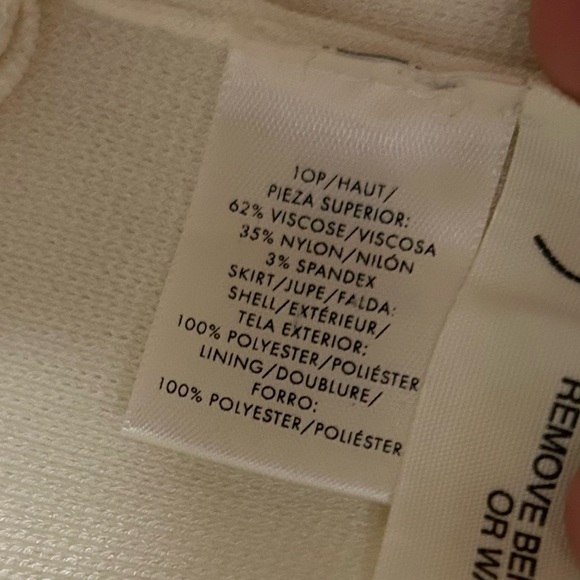 TOP/HAUT/
PIEZA SUPERIOR:
62% VISCOSE/VISCOSA
35% NYLON/NILÓN
3% SPANDEX
SKIRT/JUPE/FALDA:
SHELL/EXTÉRIEUR/
TELA EXTERIOR:
100% POLYESTER/POLIÉSTER
LINING/DOUBLURE/
FORRO:
100% POLYESTER/POLIÉSTER
REMOVE
OR